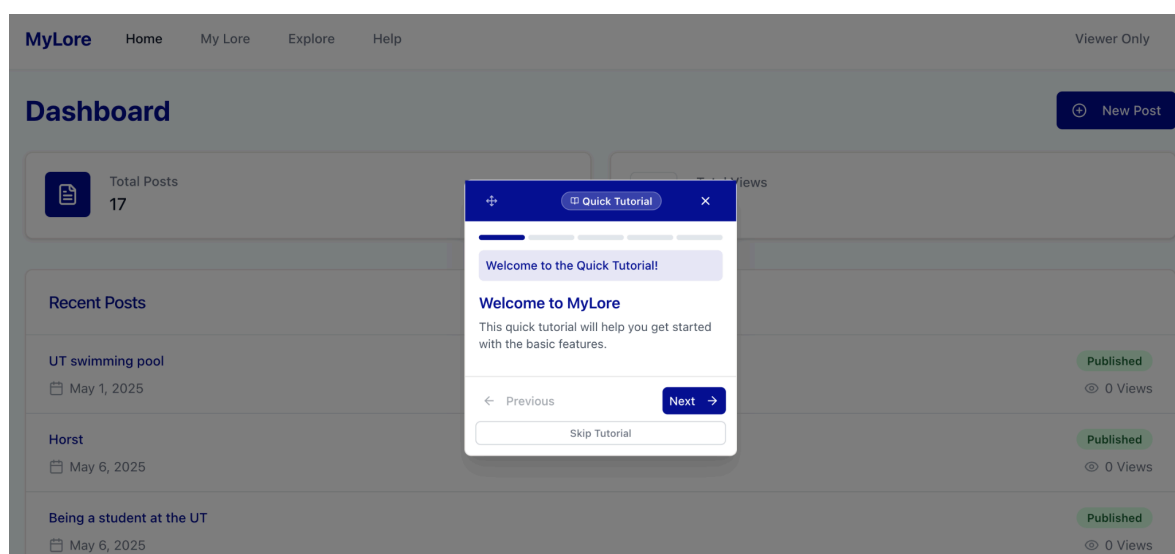 MyLore Home My Lore Explore Help Viewer Only
Dashboard
New Post
Total Posts
17
Total Views
Quick Tutorial
Welcome to the Quick Tutorial!
Welcome to MyLore
This quick tutorial will help you get started
with the basic features.
Previous
Next
Skip Tutorial
Recent Posts
UT swimming pool
Published
May 1, 2025
0 Views
Horst
Published
May 6, 2025
0 Views
Being a student at the UT
Published
May 6, 2025
0 Views